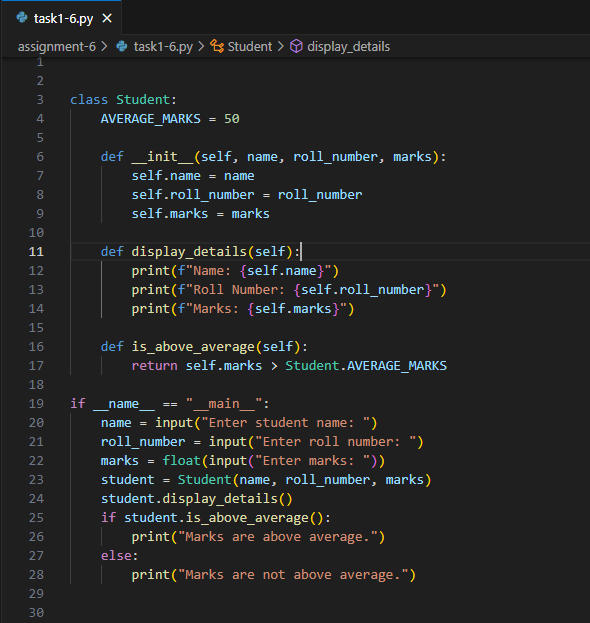 task1-6.py
assignment-6 > task1-6.py > Student > display_details
1
2
3 class Student:
4     AVERAGE_MARKS = 50
5
6     def __init__(self, name, roll_number, marks):
7         self.name = name
8         self.roll_number = roll_number
9         self.marks = marks
10
11     def display_details(self):
12         print(f"Name: {self.name}")
13         print(f"Roll Number: {self.roll_number}")
14         print(f"Marks: {self.marks}")
15
16     def is_above_average(self):
17         return self.marks > Student.AVERAGE_MARKS
18
19 if __name__ == "__main__":
20     name = input("Enter student name: ")
21     roll_number = input("Enter roll number: ")
22     marks = float(input("Enter marks: "))
23     student = Student(name, roll_number, marks)
24     student.display_details()
25     if student.is_above_average():
26         print("Marks are above average.")
27     else:
28         print("Marks are not above average.")
29
30